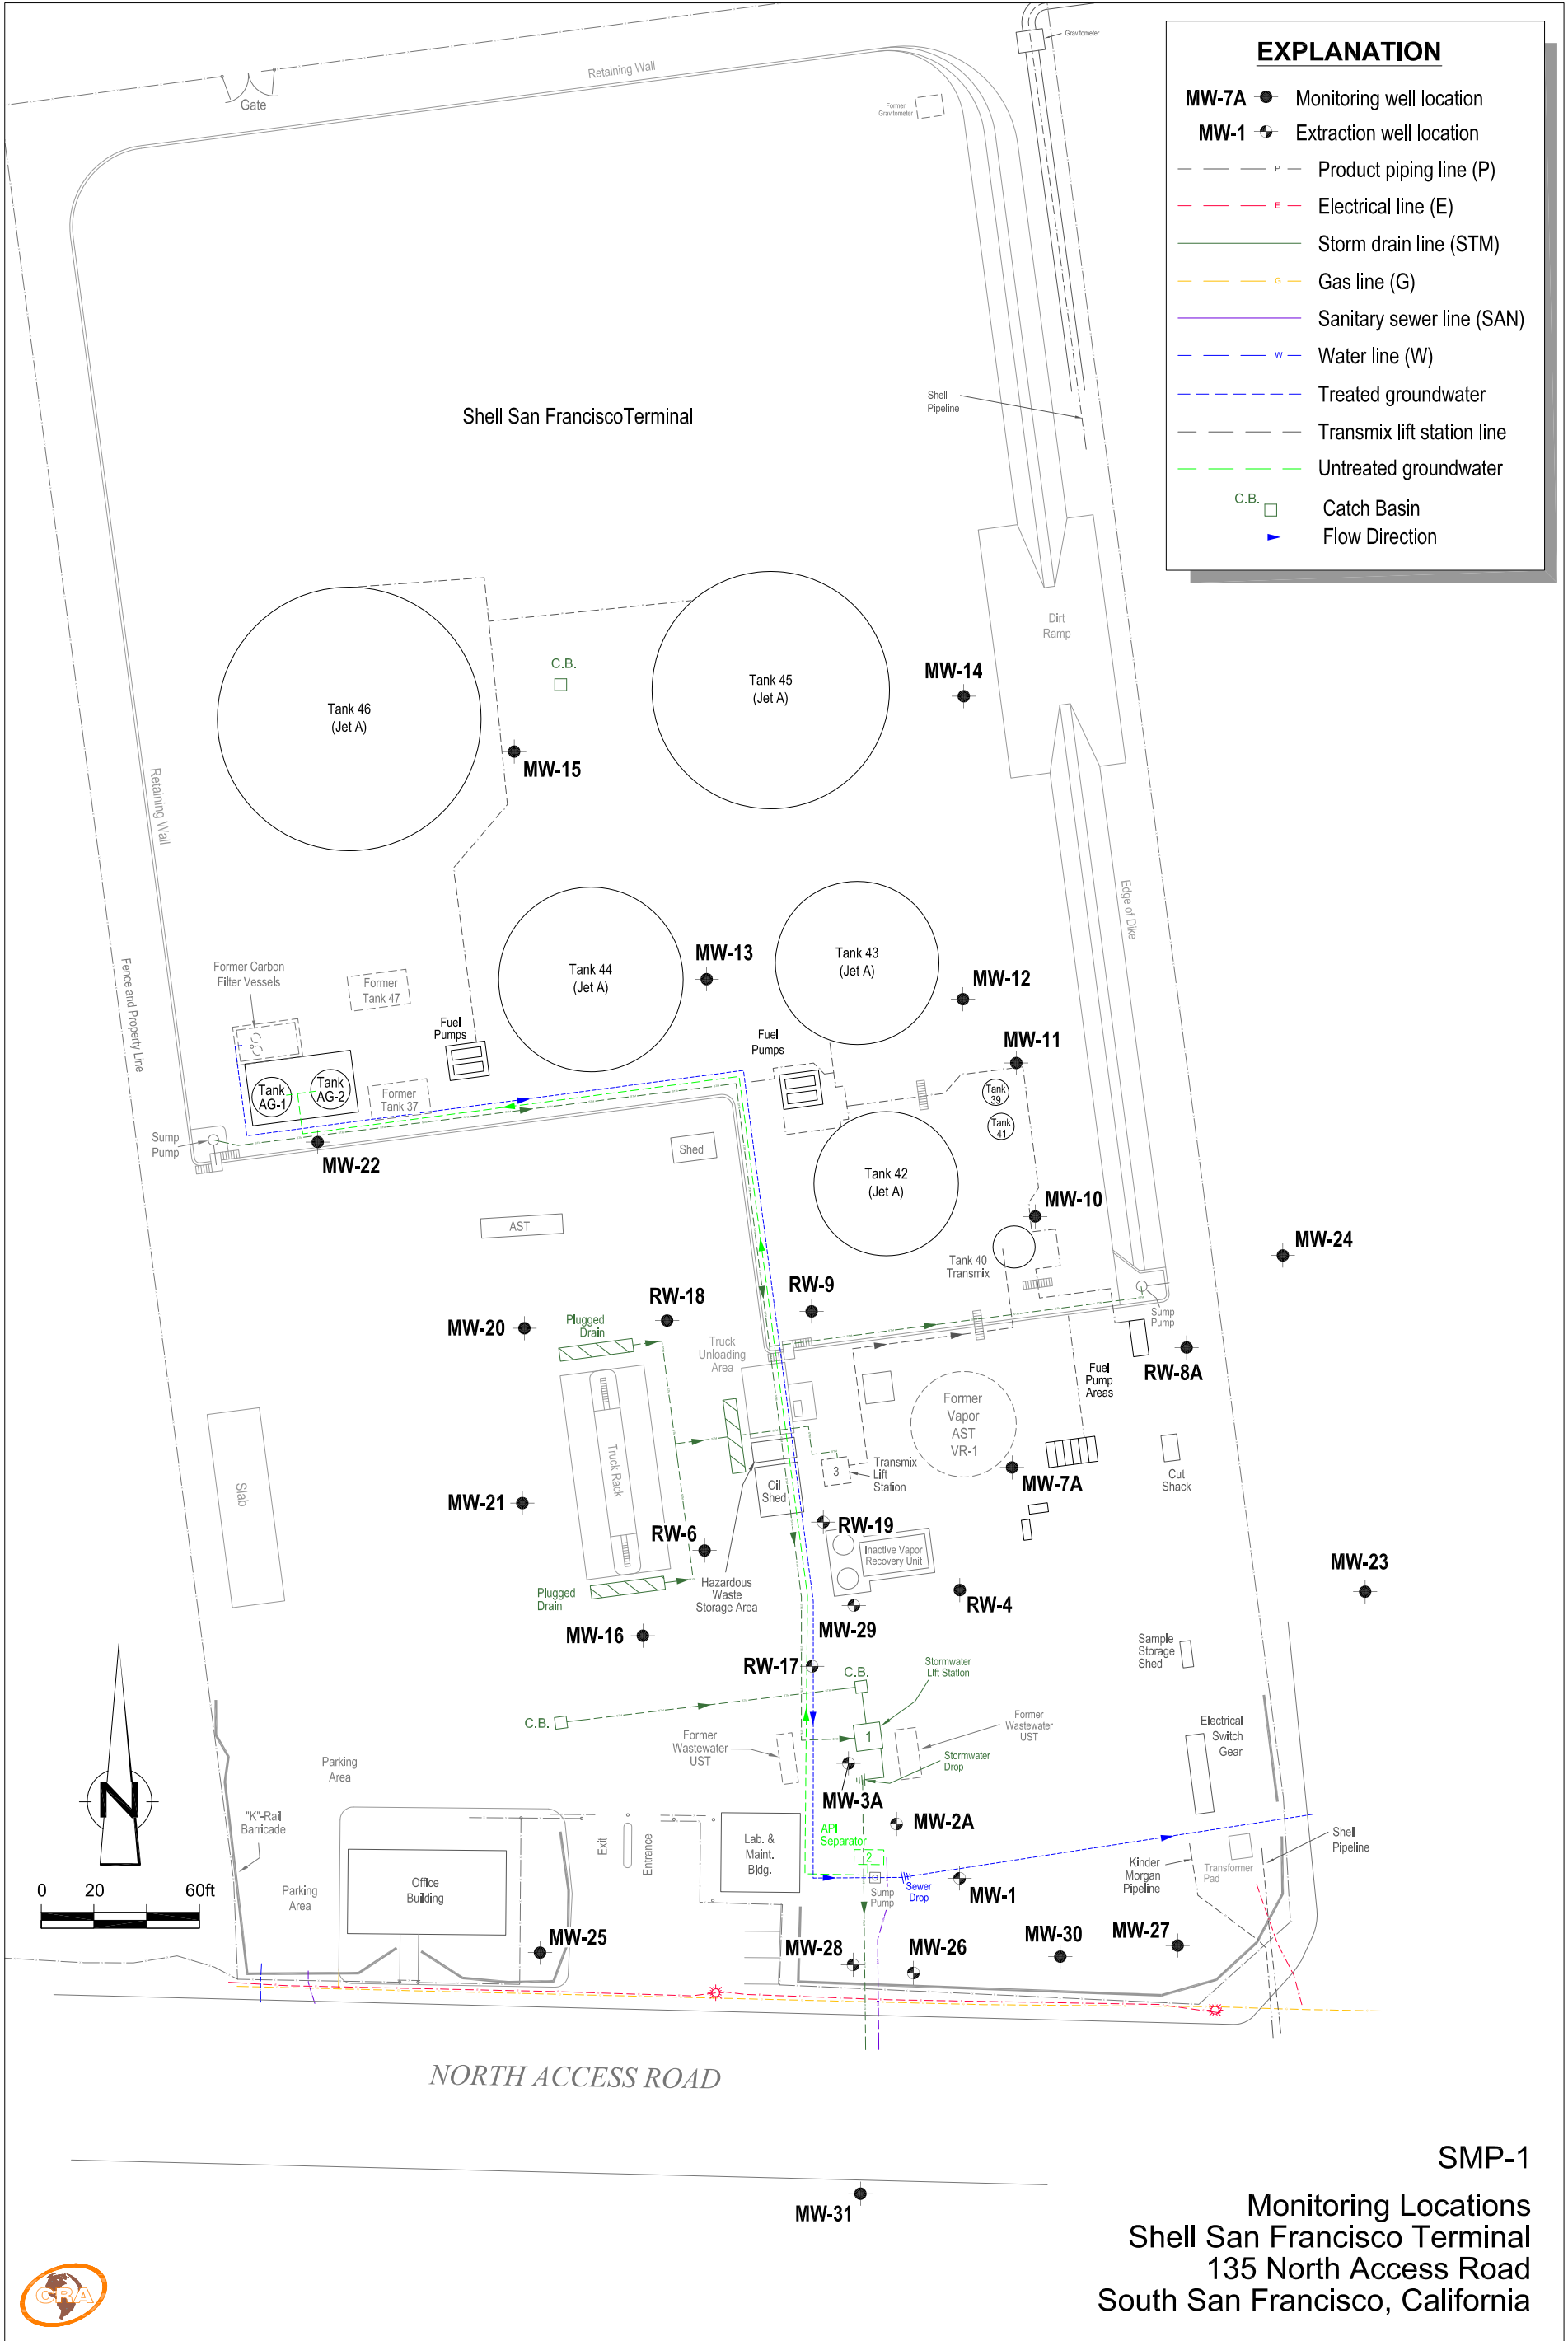 Gravitometer
EXPLANATION
MW-7A Monitoring well location
MW-1 Extraction well location
P Product piping line (P)
E Electrical line (E)
Storm drain line (STM)
G Gas line (G)
Sanitary sewer line (SAN)
W Water line (W)
Treated groundwater
Transmix lift station line
Untreated groundwater
C.B. Catch Basin
Flow Direction
Retaining Wall
Gate
Former
Gravitometer
Shell
Pipeline
Shell San FranciscoTerminal
Dirt
Ramp
C.B.
Tank 45
(Jet A)
MW-14
Tank 46
(Jet A)
MW-15
Retaining Wall
Edge of Dike
Fence and Property Line
Former Carbon
Filter Vessels
Former
Tank 47
Tank 44
(Jet A)
MW-13
Tank 43
(Jet A)
MW-12
Fuel
Pumps
Fuel
Pumps
MW-11
Tank
AG-1
Tank
AG-2
Former
Tank 37
Tank
39
Tank
41
Sump
Pump
MW-22
Shed
Tank 42
(Jet A)
MW-10
AST
MW-24
Tank 40
Transmix
RW-9
RW-18
MW-20
Plugged
Drain
Truck
Unloading
Area
Sump
Pump
RW-8A
Fuel
Pump
Areas
Former
Vapor
AST
VR-1
Slab
Truck Rack
Transmix
Lift
Station
3
Oil
Shed
MW-7A
Cut
Shack
MW-21
RW-6
RW-19
Inactive Vapor
Recovery Unit
MW-23
Plugged
Drain
Hazardous
Waste
Storage Area
RW-4
MW-29
MW-16
Sample
Storage
Shed
RW-17
C.B.
Stormwater
Lift Station
C.B.
1
Former
Wastewater
UST
Former
Wastewater
UST
Electrical
Switch
Gear
Stormwater
Drop
Parking
Area
N
MW-3A
"K"-Rail
Barricade
MW-2A
Exit
Entrance
Lab. &
Maint.
Bldg.
API
Separator
2
Shell
Pipeline
Kinder
Morgan
Pipeline
Transformer
Pad
Office
Building
Parking
Area
Sump
Pump
Sewer
Drop
MW-1
0 20 60ft
MW-25
MW-28
MW-26
MW-30
MW-27
NORTH ACCESS ROAD
MW-31
SMP-1
Monitoring Locations
Shell San Francisco Terminal
135 North Access Road
South San Francisco, California
CRA